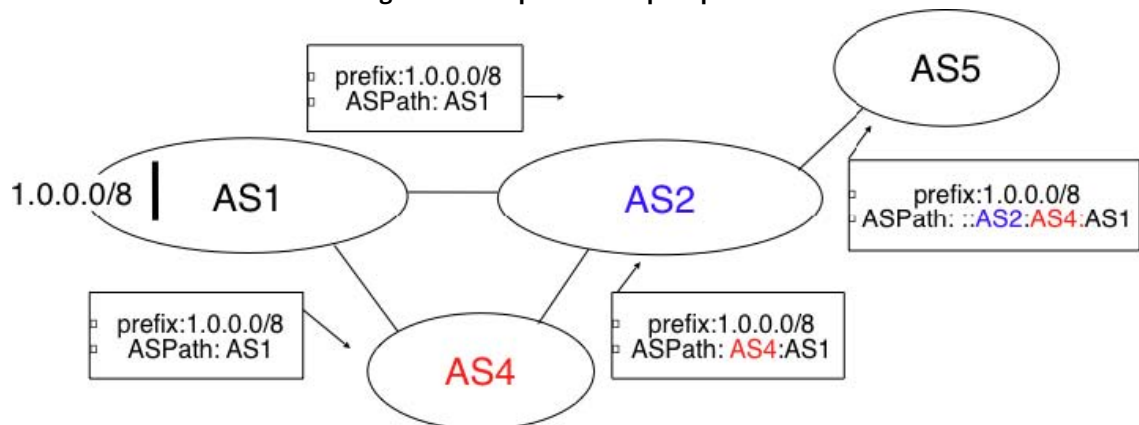 prefix:1.0.0.0/8
ASPath: AS1
AS5
1.0.0.0/8
AS1
AS2
prefix:1.0.0.0/8
ASPath: ::AS2:AS4:AS1
prefix:1.0.0.0/8
ASPath: AS1
AS4
prefix:1.0.0.0/8
ASPath: AS4:AS1